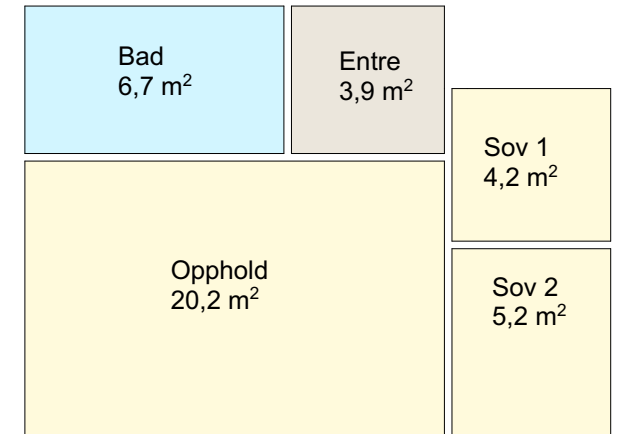 Bad
6,7 m²
Entre
3,9 m²
Sov 1
4,2 m²
Opphold
20,2 m²
Sov 2
5,2 m²